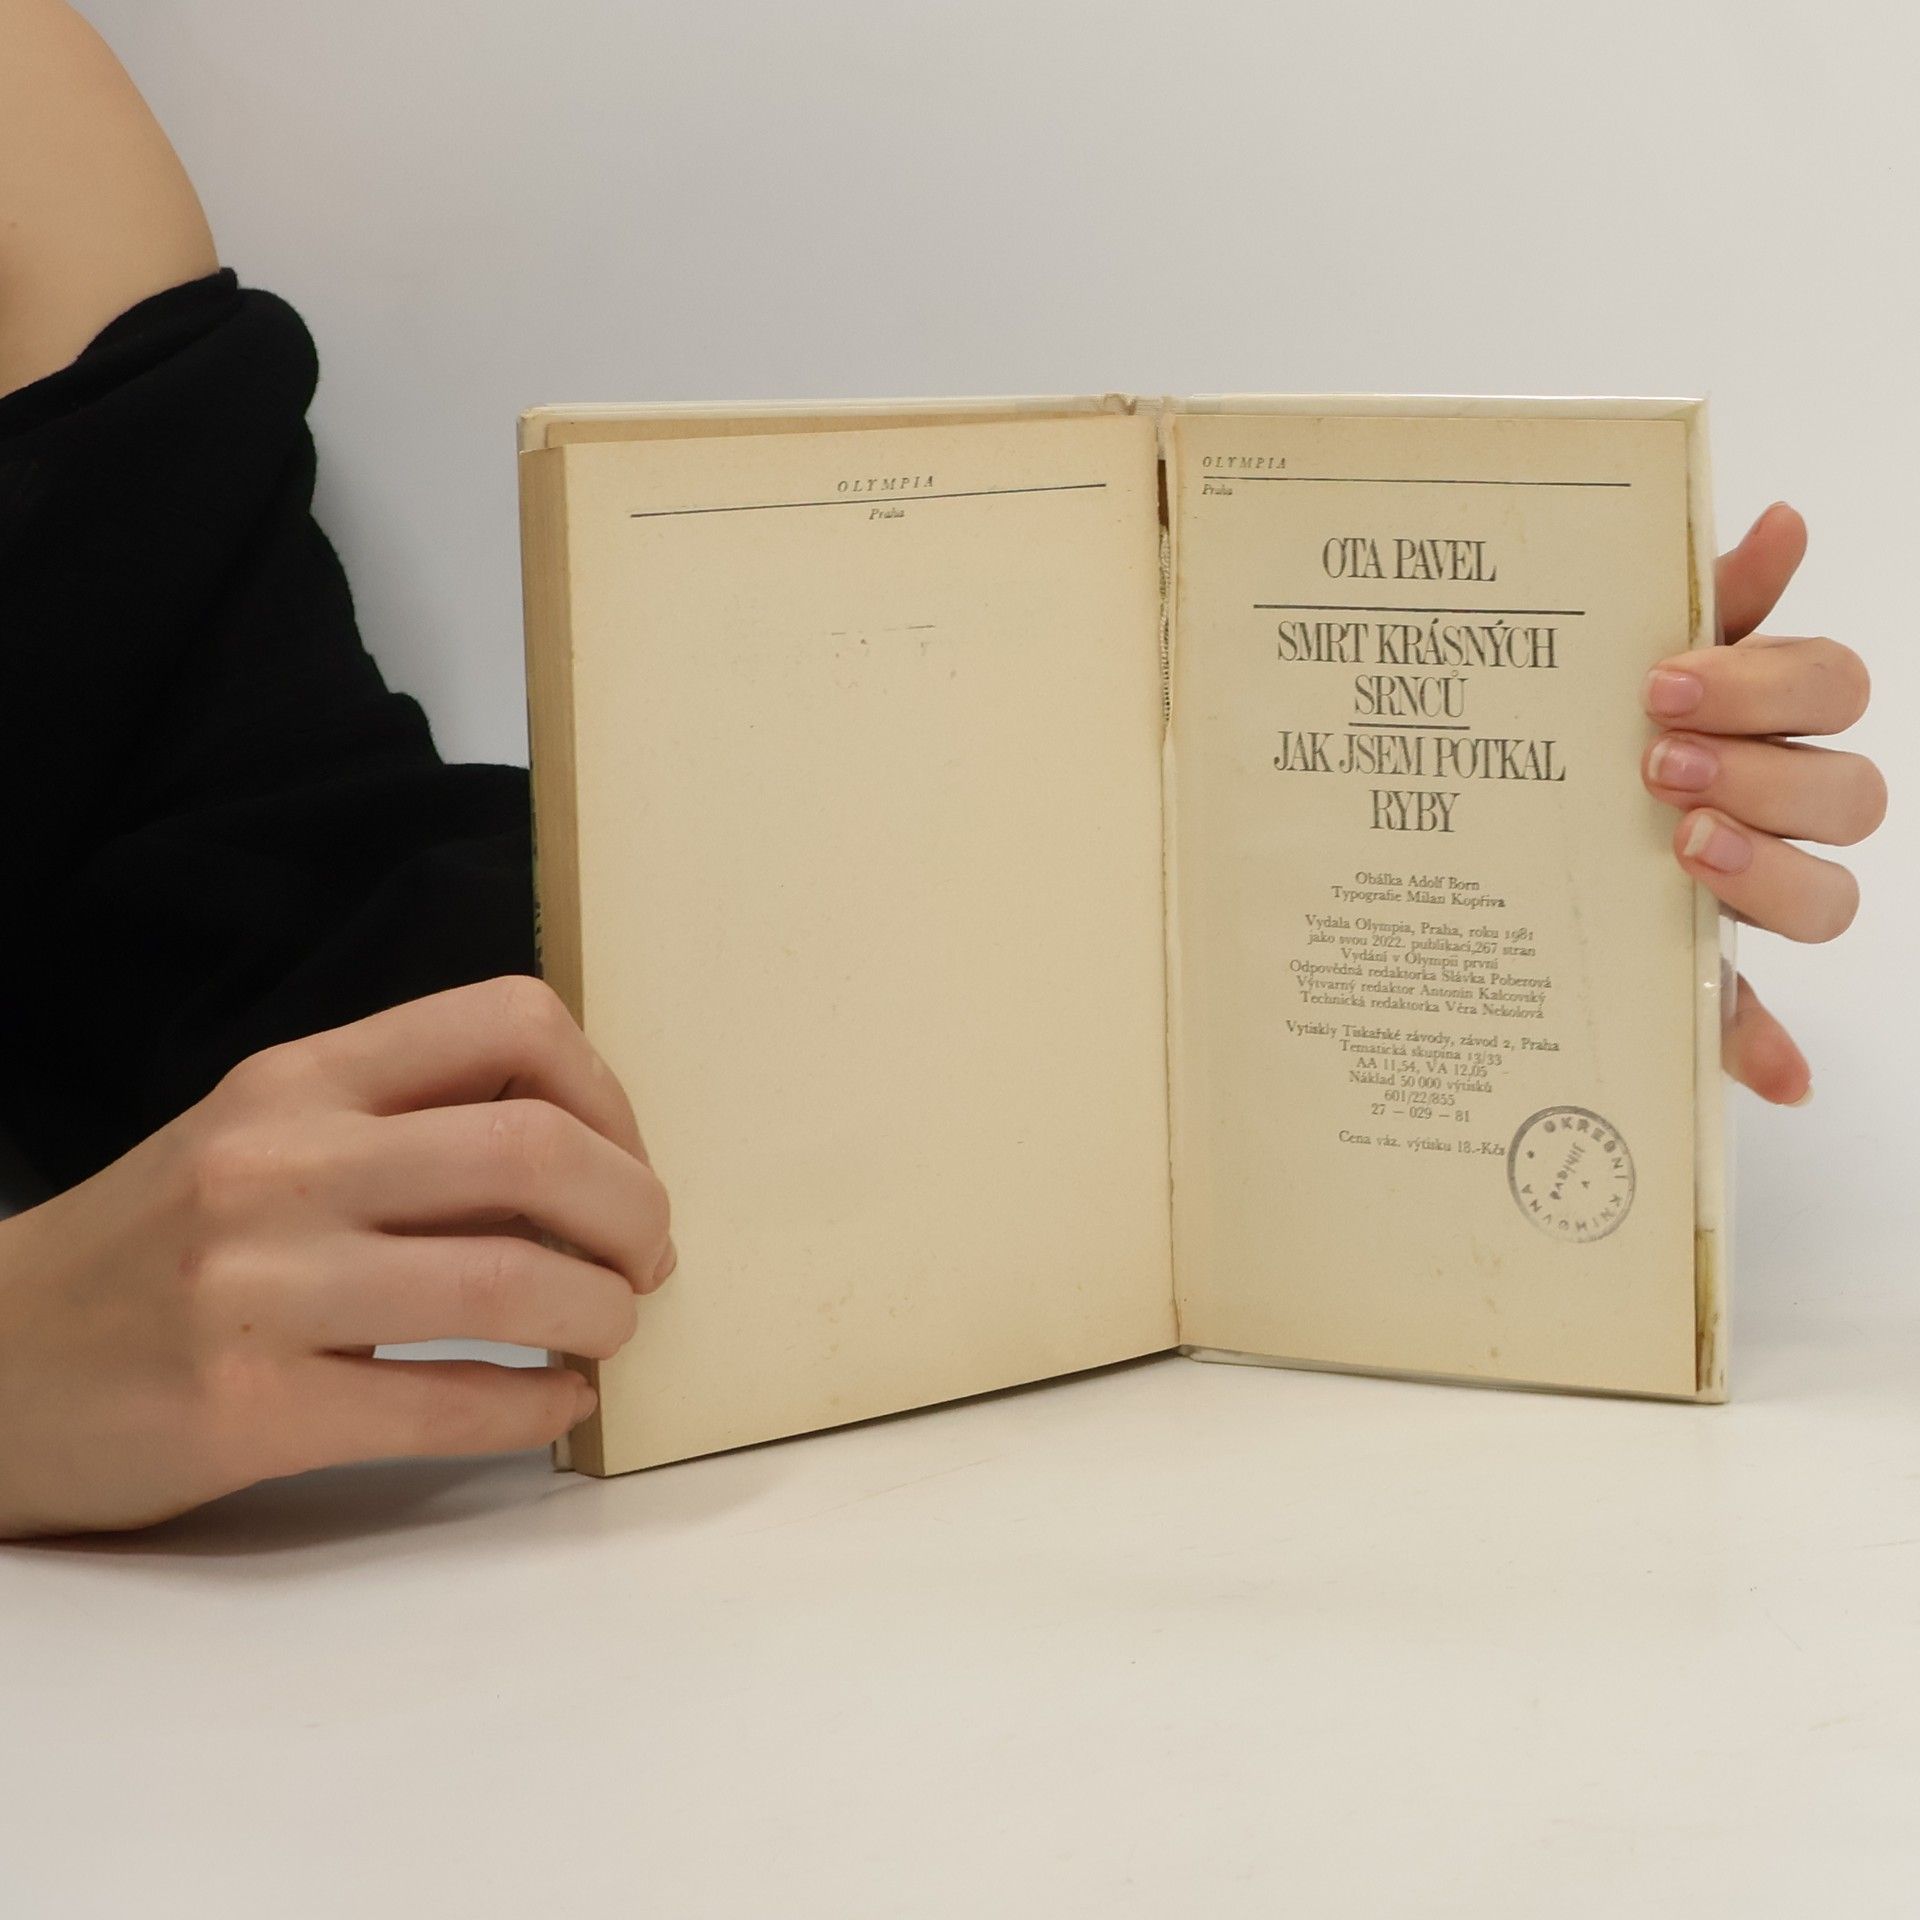 OLYMPIA
Praha
OLYMPIA
Praha
OTA PAVEL
SMRT KRÁSNÝCH
SRNCŮ
JAK JSEM POTKAL
RYBY
Obálka Adolf Born
Typografie Milan Kopřiva
Vydala Olympia, Praha, roku 1981
jako svou 2022. publikaci,267 stran
Vydání v Olympii první
Odpovědná redaktorka Slávka Poberová
Výtvarný redaktor Antonín Kalcovský
Technická redaktorka Věra Nekolová
Vytiskly Tiskařské závody, závod 2, Praha
Tematická skupina 13/33
AA 11,54, VA 12,05
Náklad 50 000 výtisků
601/22/855
27 — 029 — 81
Cena váz. výtisku 18.-Kčs
OKRESNÍ KNIHOVNA